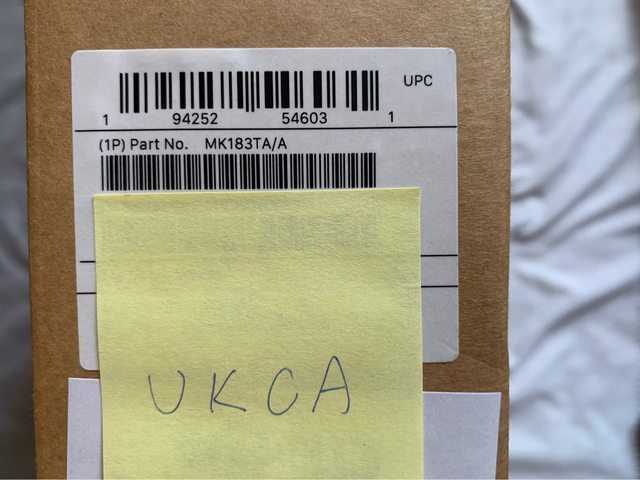 UPC
1 94252 54603 1
(1P) Part No. MK183TA/A
UKCA